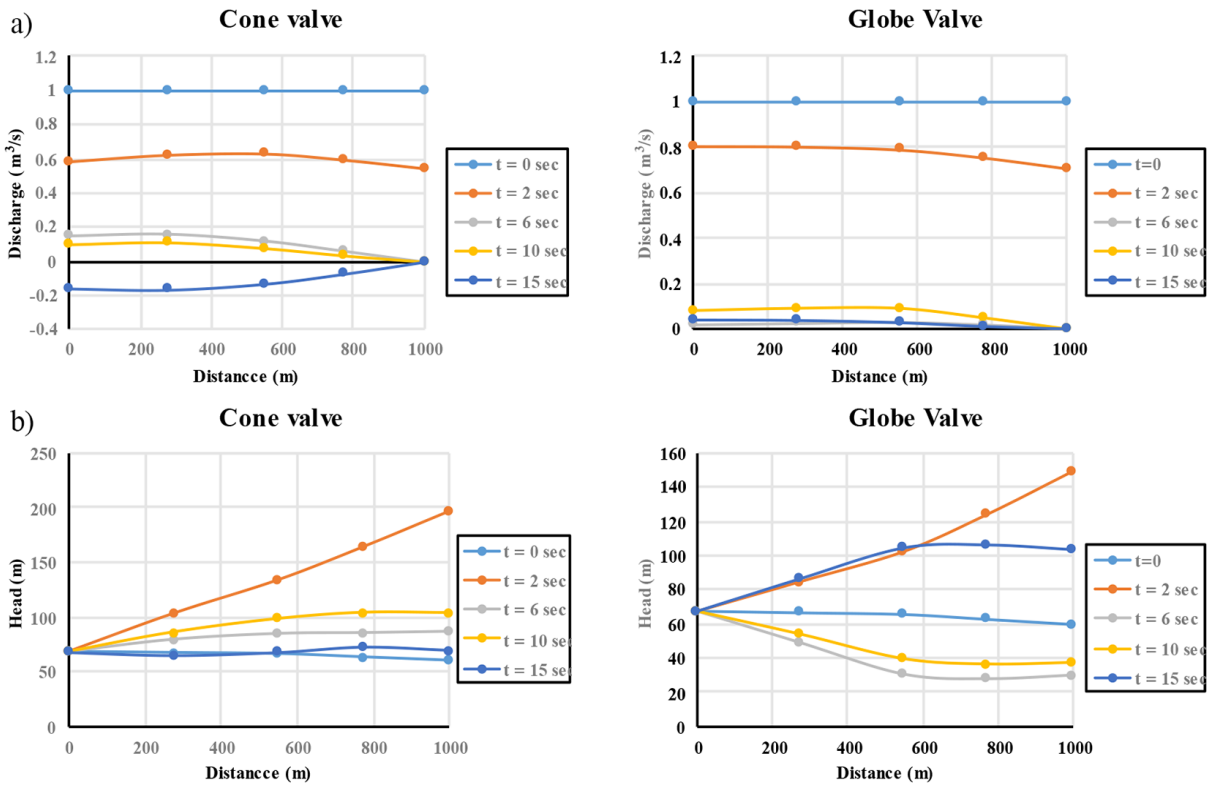 a)
Cone valve
Discharge (m³/s)
1.2
1
0.8
0.6
0.4
0.2
0
-0.2
-0.4
0 200 400 600 800 1000
Distancce (m)
t = 0 sec
t = 2 sec
t = 6 sec
t = 10 sec
t = 15 sec
Globe Valve
Discharge (m³/s)
1.2
1
0.8
0.6
0.4
0.2
0
0 200 400 600 800 1000
Distance (m)
t=0
t = 2 sec
t = 6 sec
t = 10 sec
t = 15 sec
b)
Cone valve
Head (m)
250
200
150
100
50
0
0 200 400 600 800 1000
Distancce (m)
t = 0 sec
t = 2 sec
t = 6 sec
t = 10 sec
t = 15 sec
Globe Valve
Head (m)
160
140
120
100
80
60
40
20
0
0 200 400 600 800 1000
Distance (m)
t=0
t = 2 sec
t = 6 sec
t = 10 sec
t = 15 sec